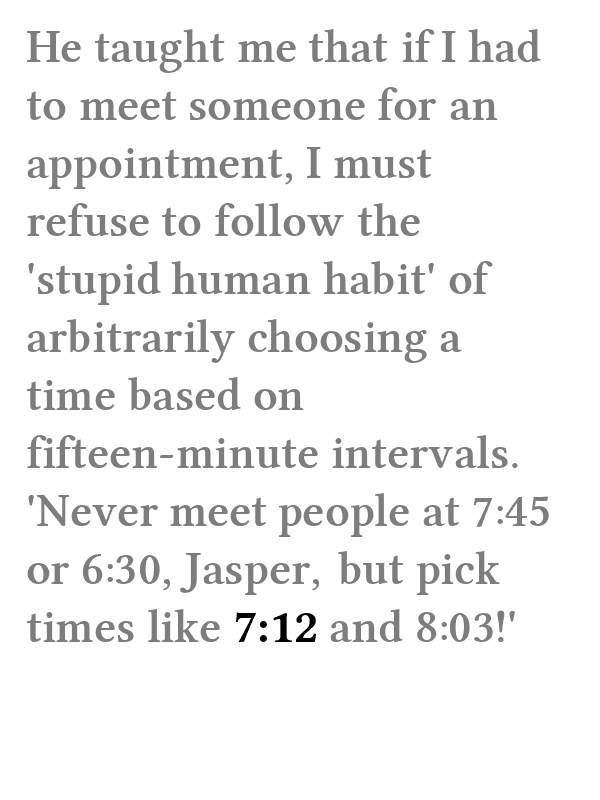 He taught me that if I had
to meet someone for an
appointment, I must
refuse to follow the
'stupid human habit' of
arbitrarily choosing a
time based on
fifteen-minute intervals.
'Never meet people at 7:45
or 6:30, Jasper, but pick
times like 7:12 and 8:03!'